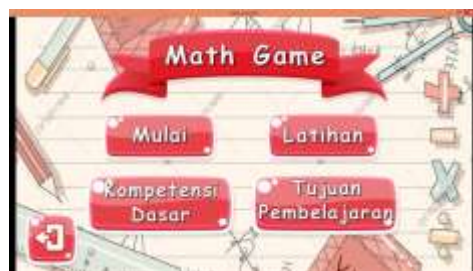 Math Game
Mulai
Latihan
Kompetensi
Dasar
Tujuan
Pembelajaran